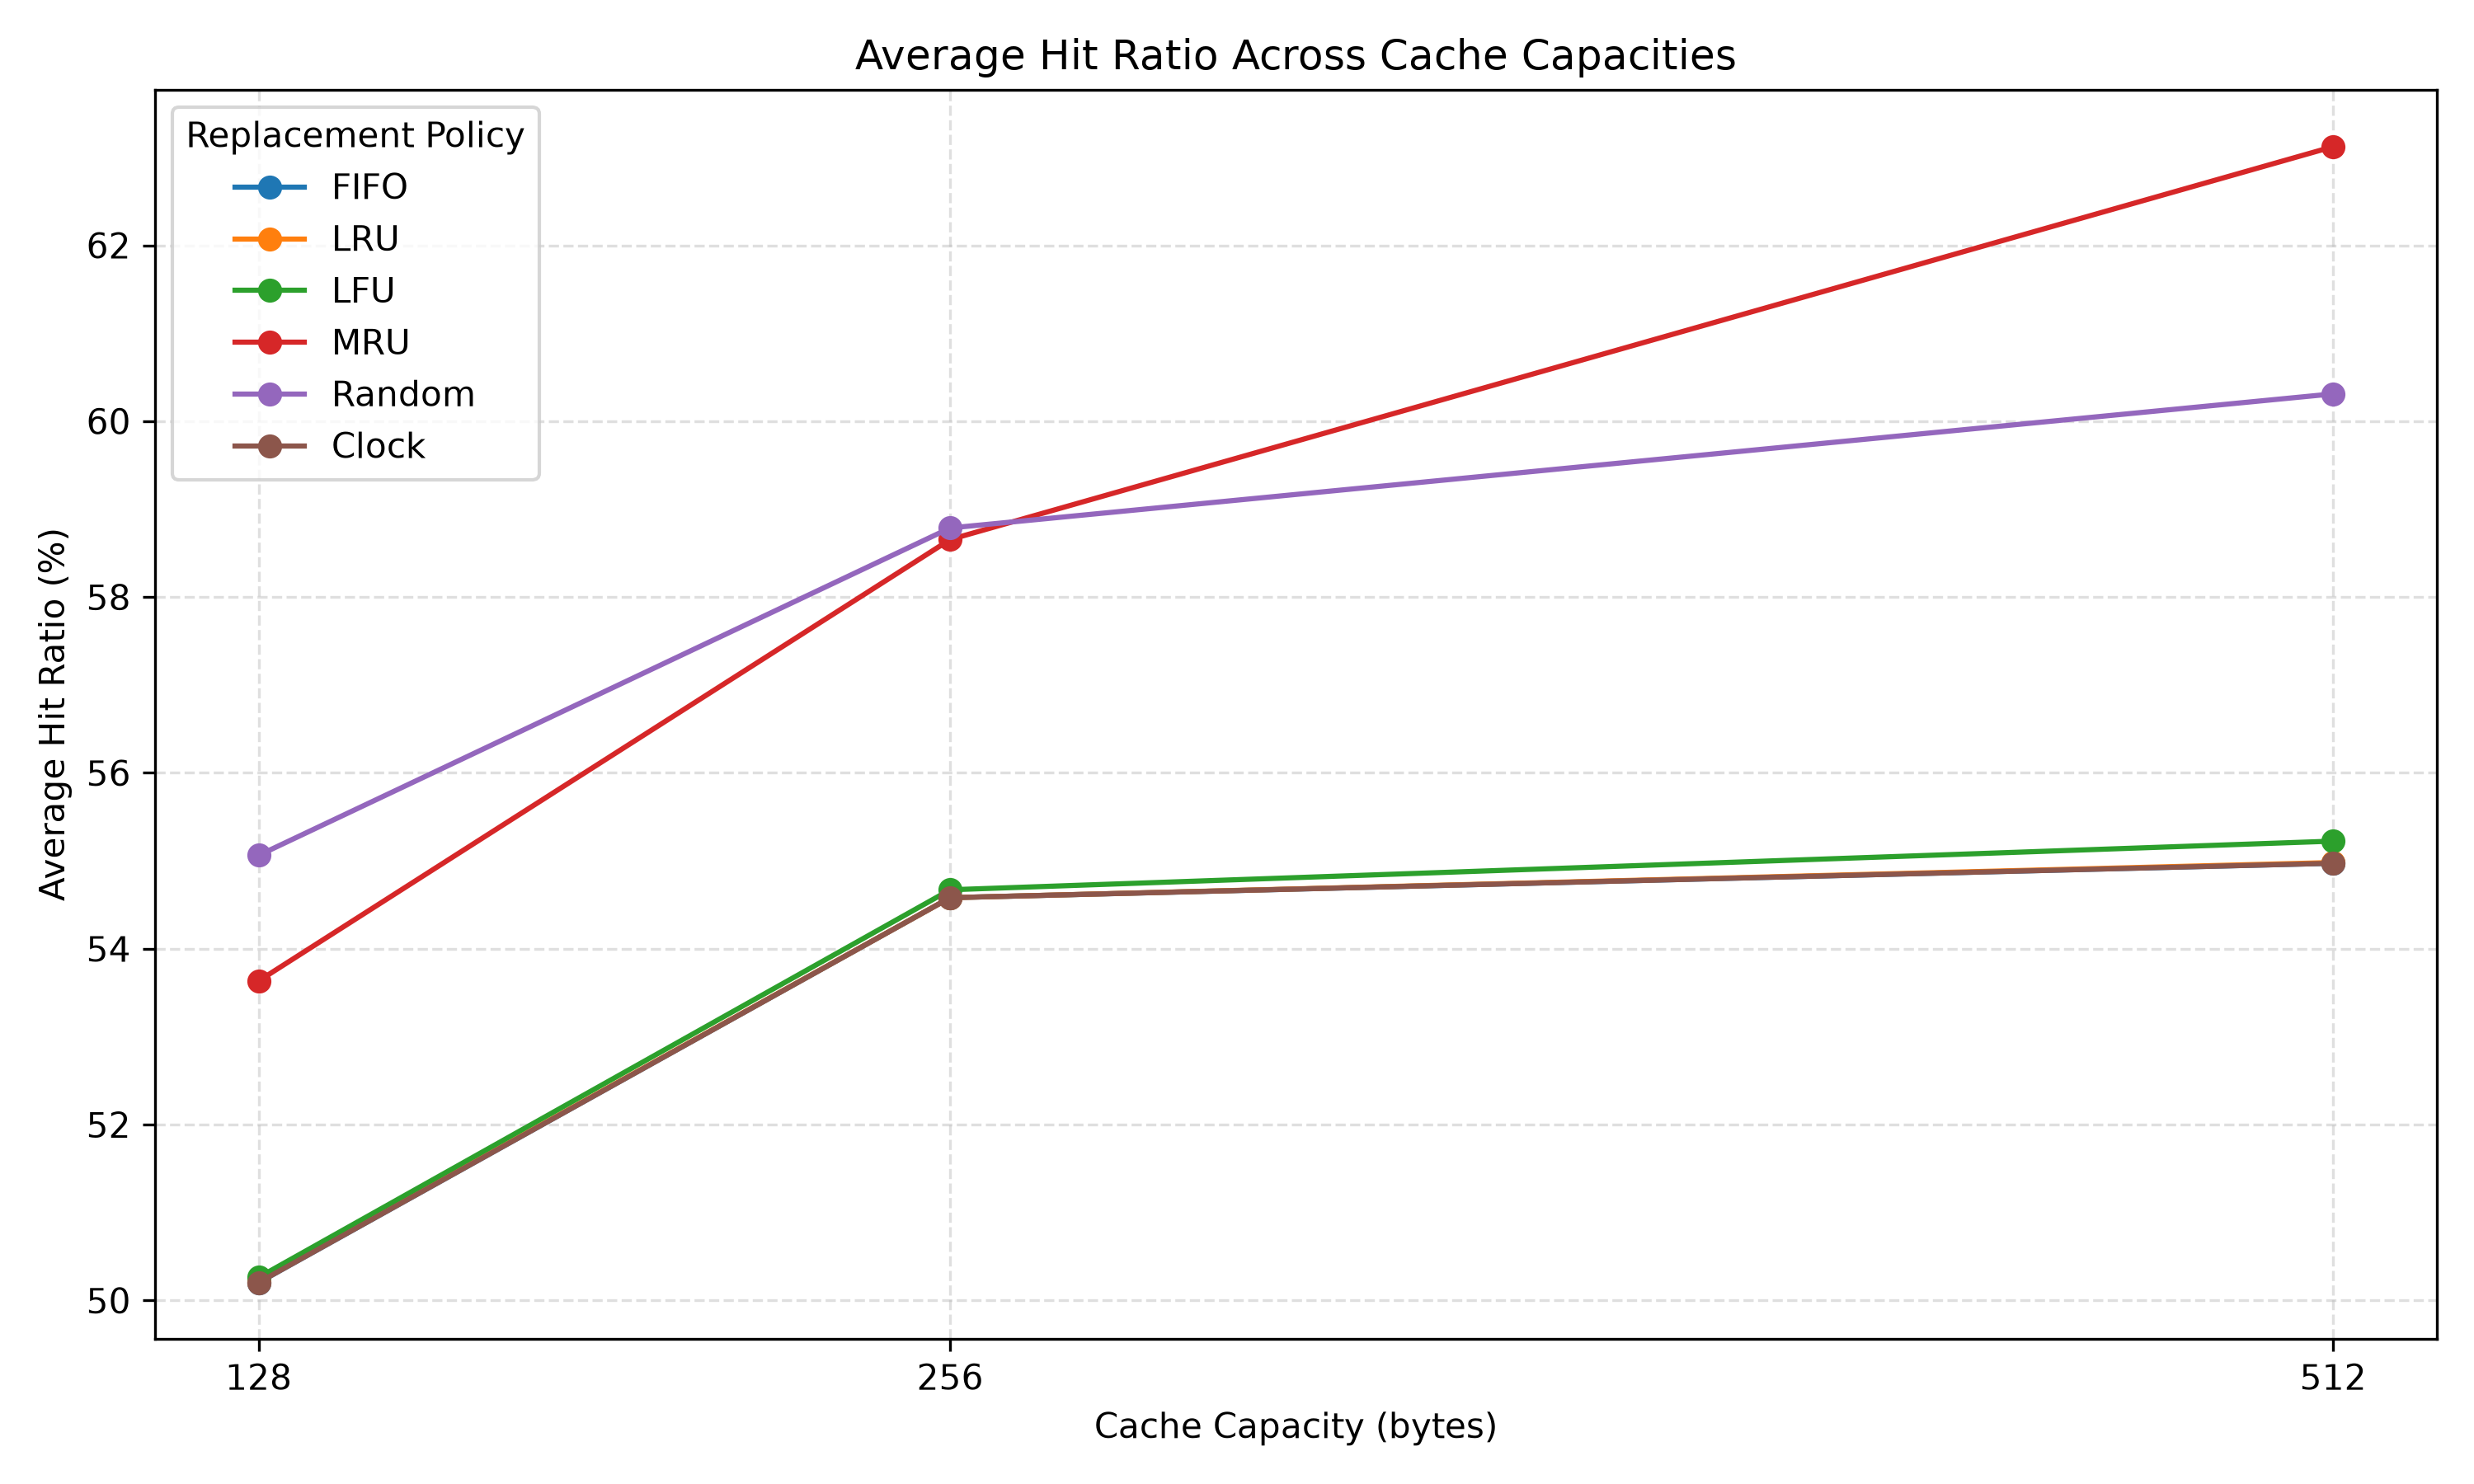 Average Hit Ratio Across Cache Capacities
Replacement Policy
FIFO
LRU
LFU
MRU
Random
Clock
Average Hit Ratio (%)
62
60
58
56
54
52
50
128
256
512
Cache Capacity (bytes)